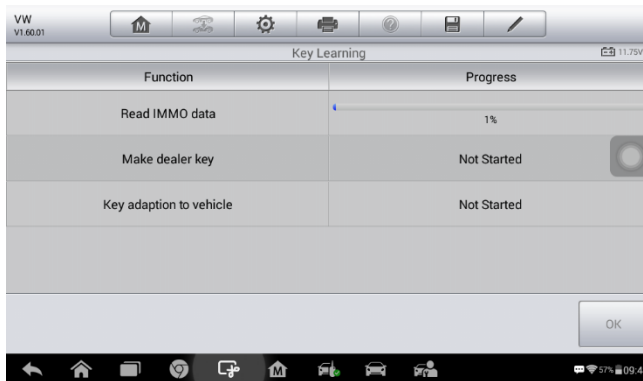 VW
V1.60.01
Key Learning
11.75V
Function Progress
Read IMMO data
1%
Make dealer key Not Started
Key adaption to vehicle Not Started
OK
57%